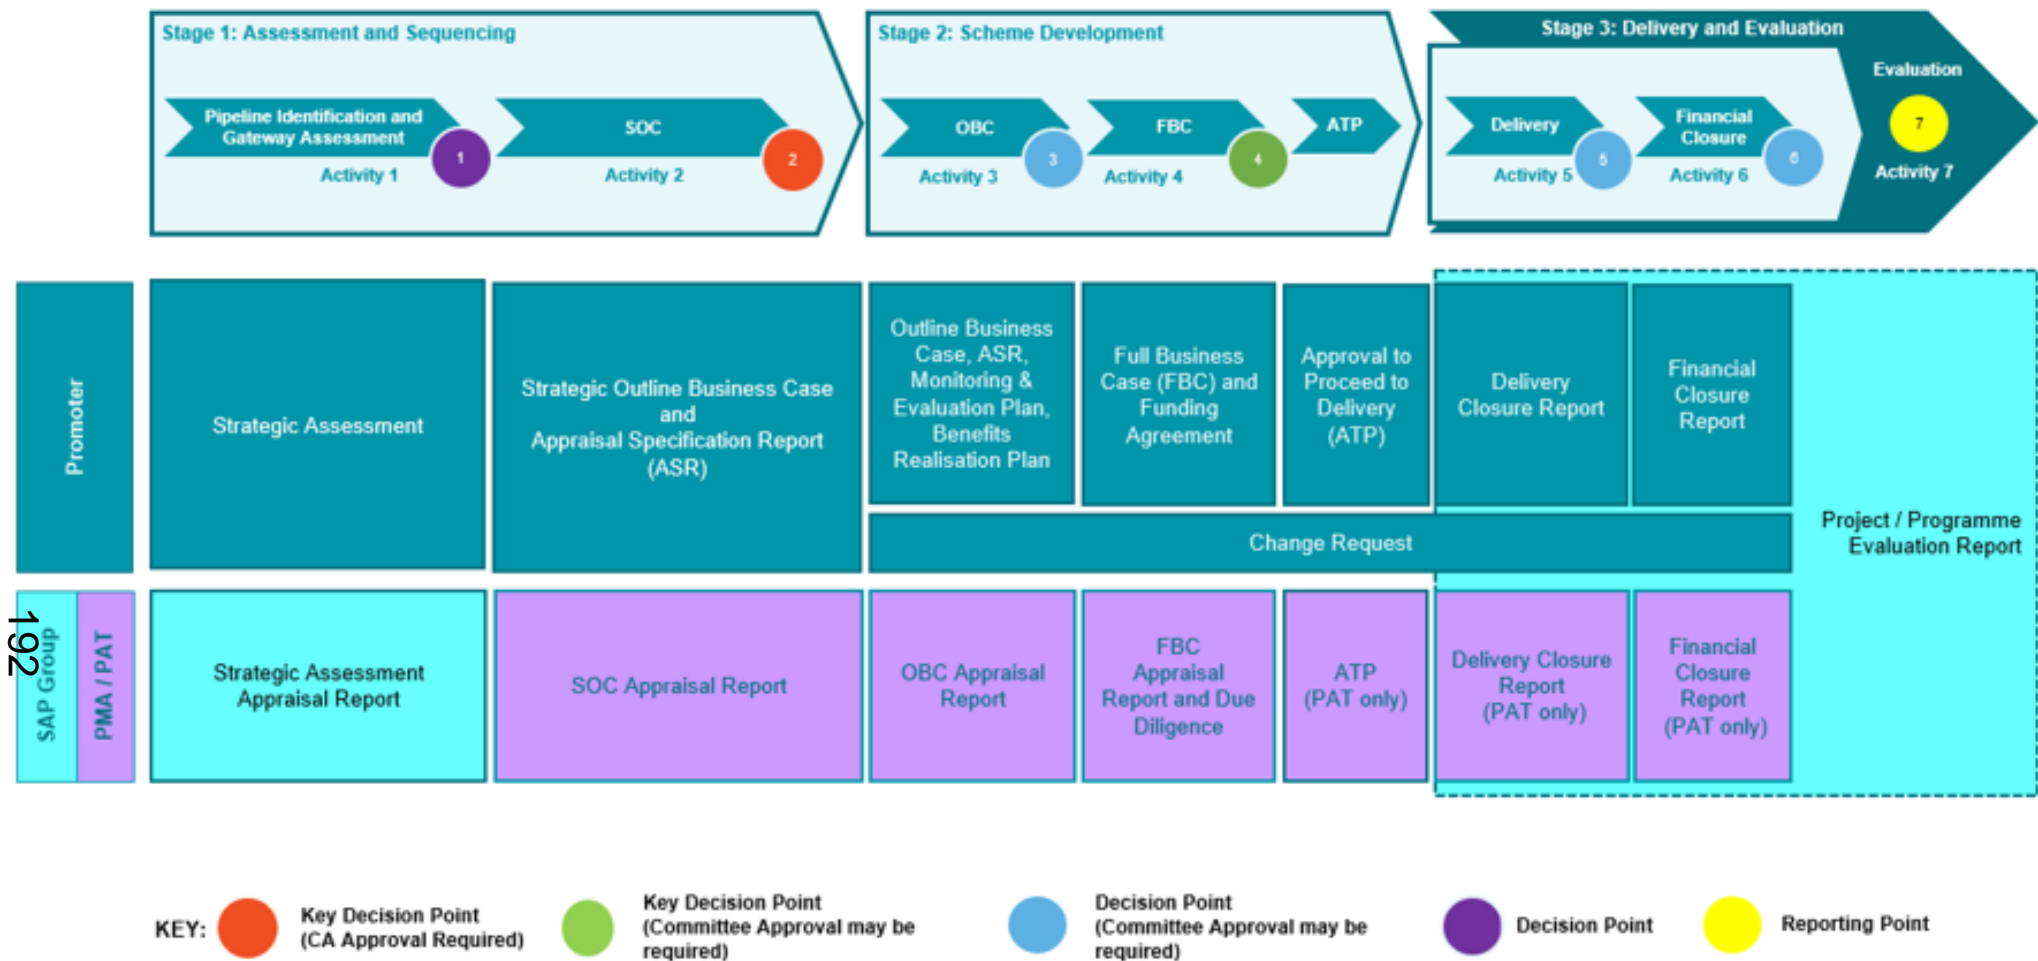 Stage 1: Assessment and Sequencing
Pipeline Identification and
Gateway Assessment
Activity 1
1
SOC
Activity 2
2
Stage 2: Scheme Development
OBC
Activity 3
3
FBC
Activity 4
4
ATP
Stage 3: Delivery and Evaluation
Delivery
Activity 5
5
Financial
Closure
Activity 6
6
Evaluation
7
Activity 7
Promoter
Strategic Assessment
Strategic Outline Business Case
and
Appraisal Specification Report
(ASR)
Outline Business
Case, ASR,
Monitoring &
Evaluation Plan,
Benefits
Realisation Plan
Full Business
Case (FBC) and
Funding
Agreement
Approval to
Proceed to
Delivery
(ATP)
Delivery
Closure Report
Financial
Closure
Report
Change Request
Project / Programme
Evaluation Report
192
SAP Group
PMA / PAT
Strategic Assessment
Appraisal Report
SOC Appraisal Report
OBC Appraisal
Report
FBC
Appraisal
Report and Due
Diligence
ATP
(PAT only)
Delivery Closure
Report
(PAT only)
Financial
Closure
Report
(PAT only)
KEY:
Key Decision Point
(CA Approval Required)
Key Decision Point
(Committee Approval may be
required)
Decision Point
(Committee Approval may be
required)
Decision Point
Reporting Point